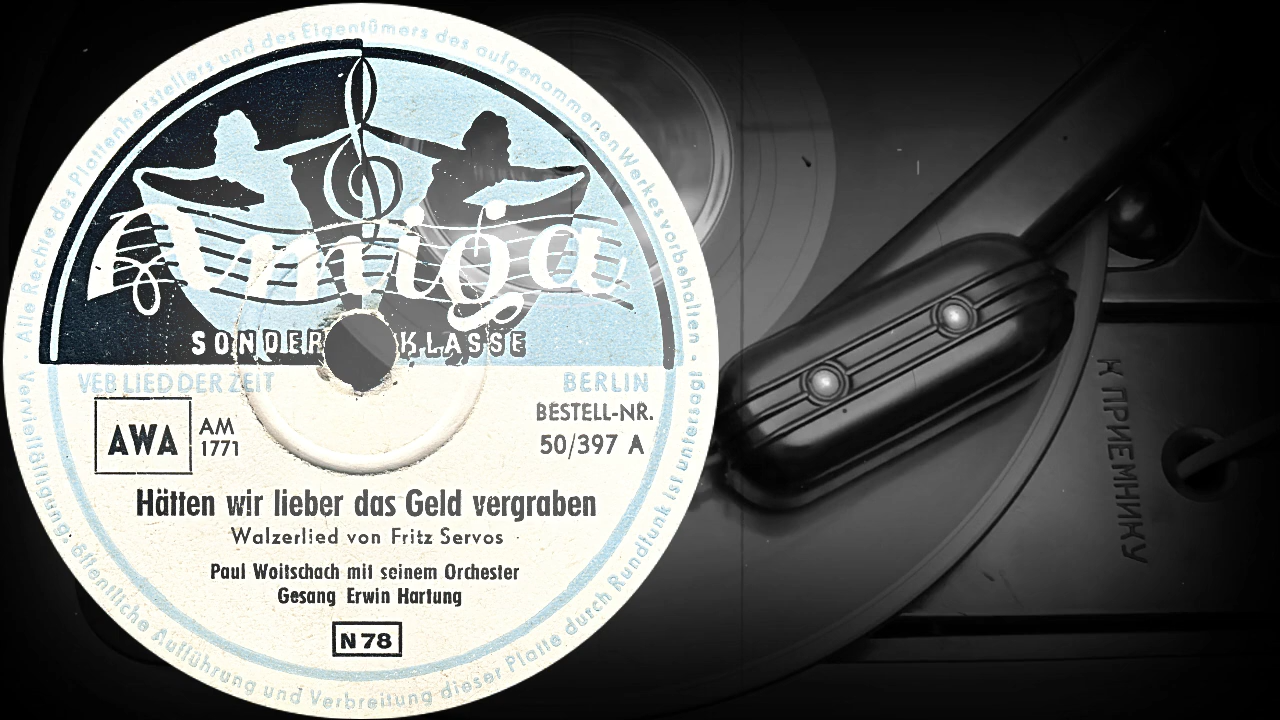 Alle Rechte des Plattenherstellers und des Eigentümers des aufgenommenen Werkes vorbehalten - Vervielfältigung, öffentliche Aufführung und Verbreitung dieser Platte durch Rundfunk ist untersagt -
Amiga
SONDER KLASSE
VEB LIED DER ZEIT BERLIN
AWA
AM
1771
BESTELL-NR.
50/397 A
Hätten wir lieber das Geld vergraben
Walzerlied von Fritz Servos
Paul Woitschach mit seinem Orchester
Gesang Erwin Hartung
N 78
К ПРИЕМНИКУ